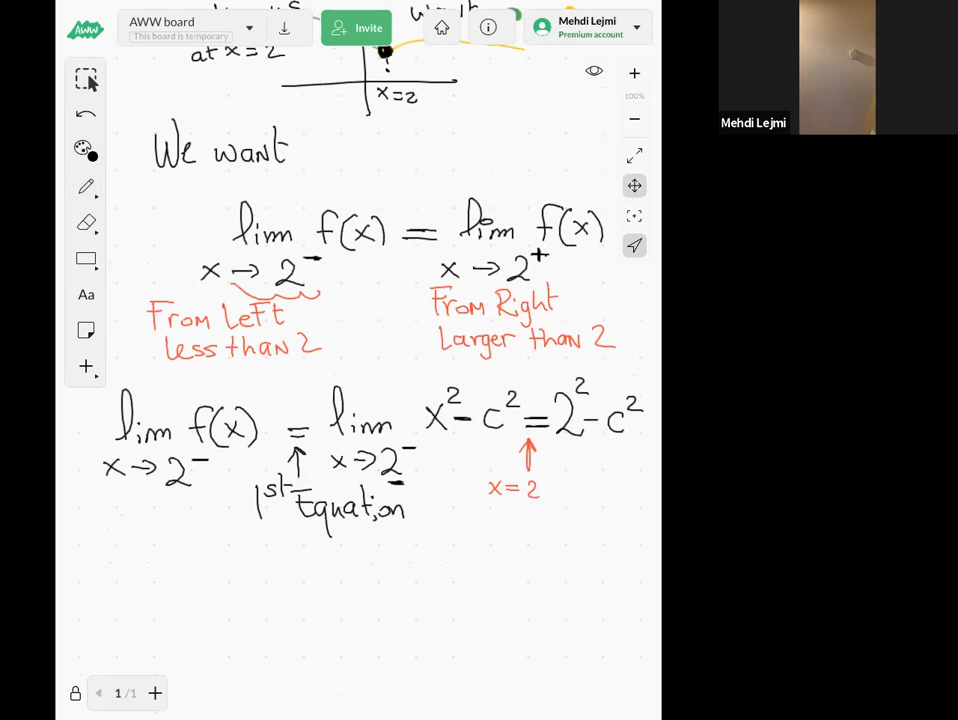 AWW board
This board is temporary
Invite
Mehdi Lejmi
Premium account
AWW
at x = 2
x = 2
100%
Mehdi Lejmi
We want
lim f(x) = lim f(x)
x → 2⁻ x → 2⁺
From Left From Right
less than 2 Larger than 2
lim f(x) = lim x² - c² = 2² - c²
x → 2⁻ x → 2⁻
x = 2
1st Equation
Aa
1 / 1